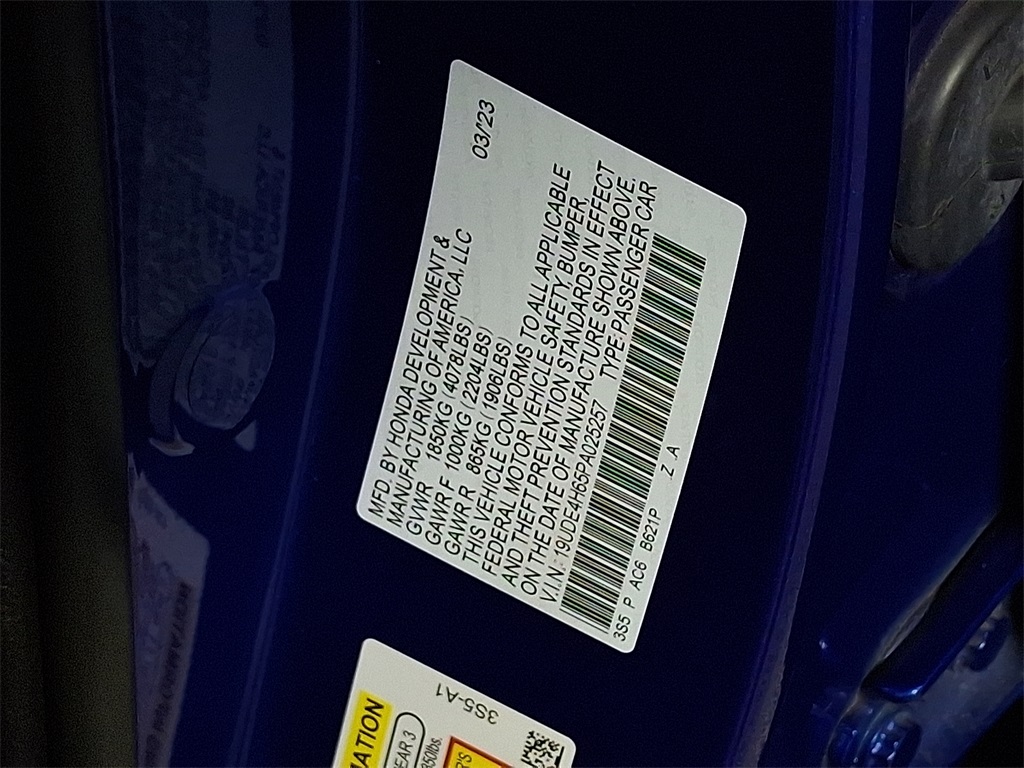 MFD. BY HONDA DEVELOPMENT & 03/23
MANUFACTURING OF AMERICA, LLC
GVWR 1850KG (4078LBS)
GAWR F 1000KG (2204LBS)
GAWR R 865KG (1906LBS)
THIS VEHICLE CONFORMS TO ALL APPLICABLE
FEDERAL MOTOR VEHICLE SAFETY, BUMPER
AND THEFT PREVENTION STANDARDS IN EFFECT
ON THE DATE OF MANUFACTURE SHOWN ABOVE.
V.I.N.: 19UDE4H65PA025257 TYPE: PASSENGER CAR
3S5 P AC6 B621P Z A
3S5-A1